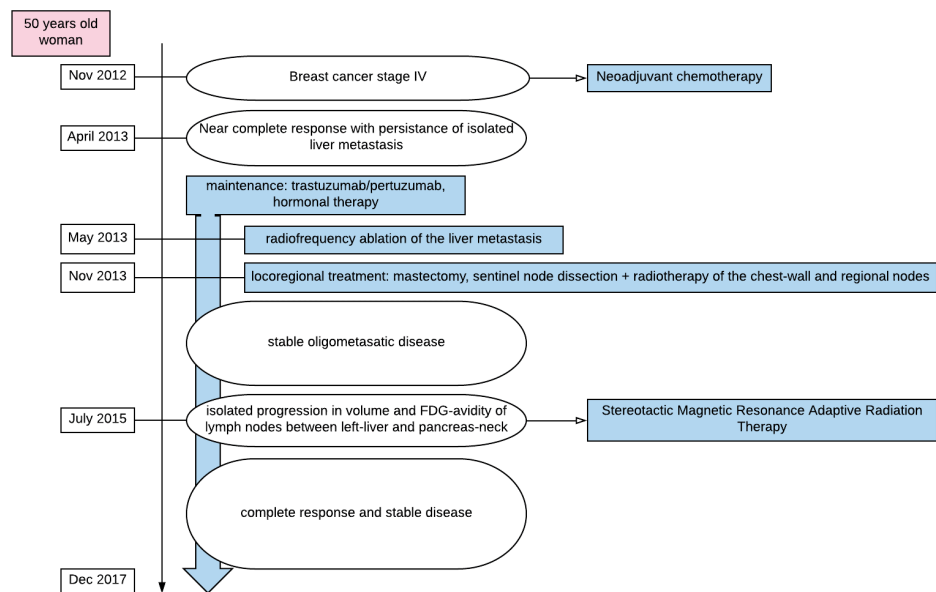 50 years old
woman
Nov 2012
Breast cancer stage IV
Neoadjuvant chemotherapy
April 2013
Near complete response with persistance of isolated
liver metastasis
maintenance: trastuzumab/pertuzumab,
hormonal therapy
May 2013
radiofrequency ablation of the liver metastasis
Nov 2013
locoregional treatment: mastectomy, sentinel node dissection + radiotherapy of the chest-wall and regional nodes
stable oligometasatic disease
July 2015
isolated progression in volume and FDG-avidity of
lymph nodes between left-liver and pancreas-neck
Stereotactic Magnetic Resonance Adaptive Radiation
Therapy
complete response and stable disease
Dec 2017